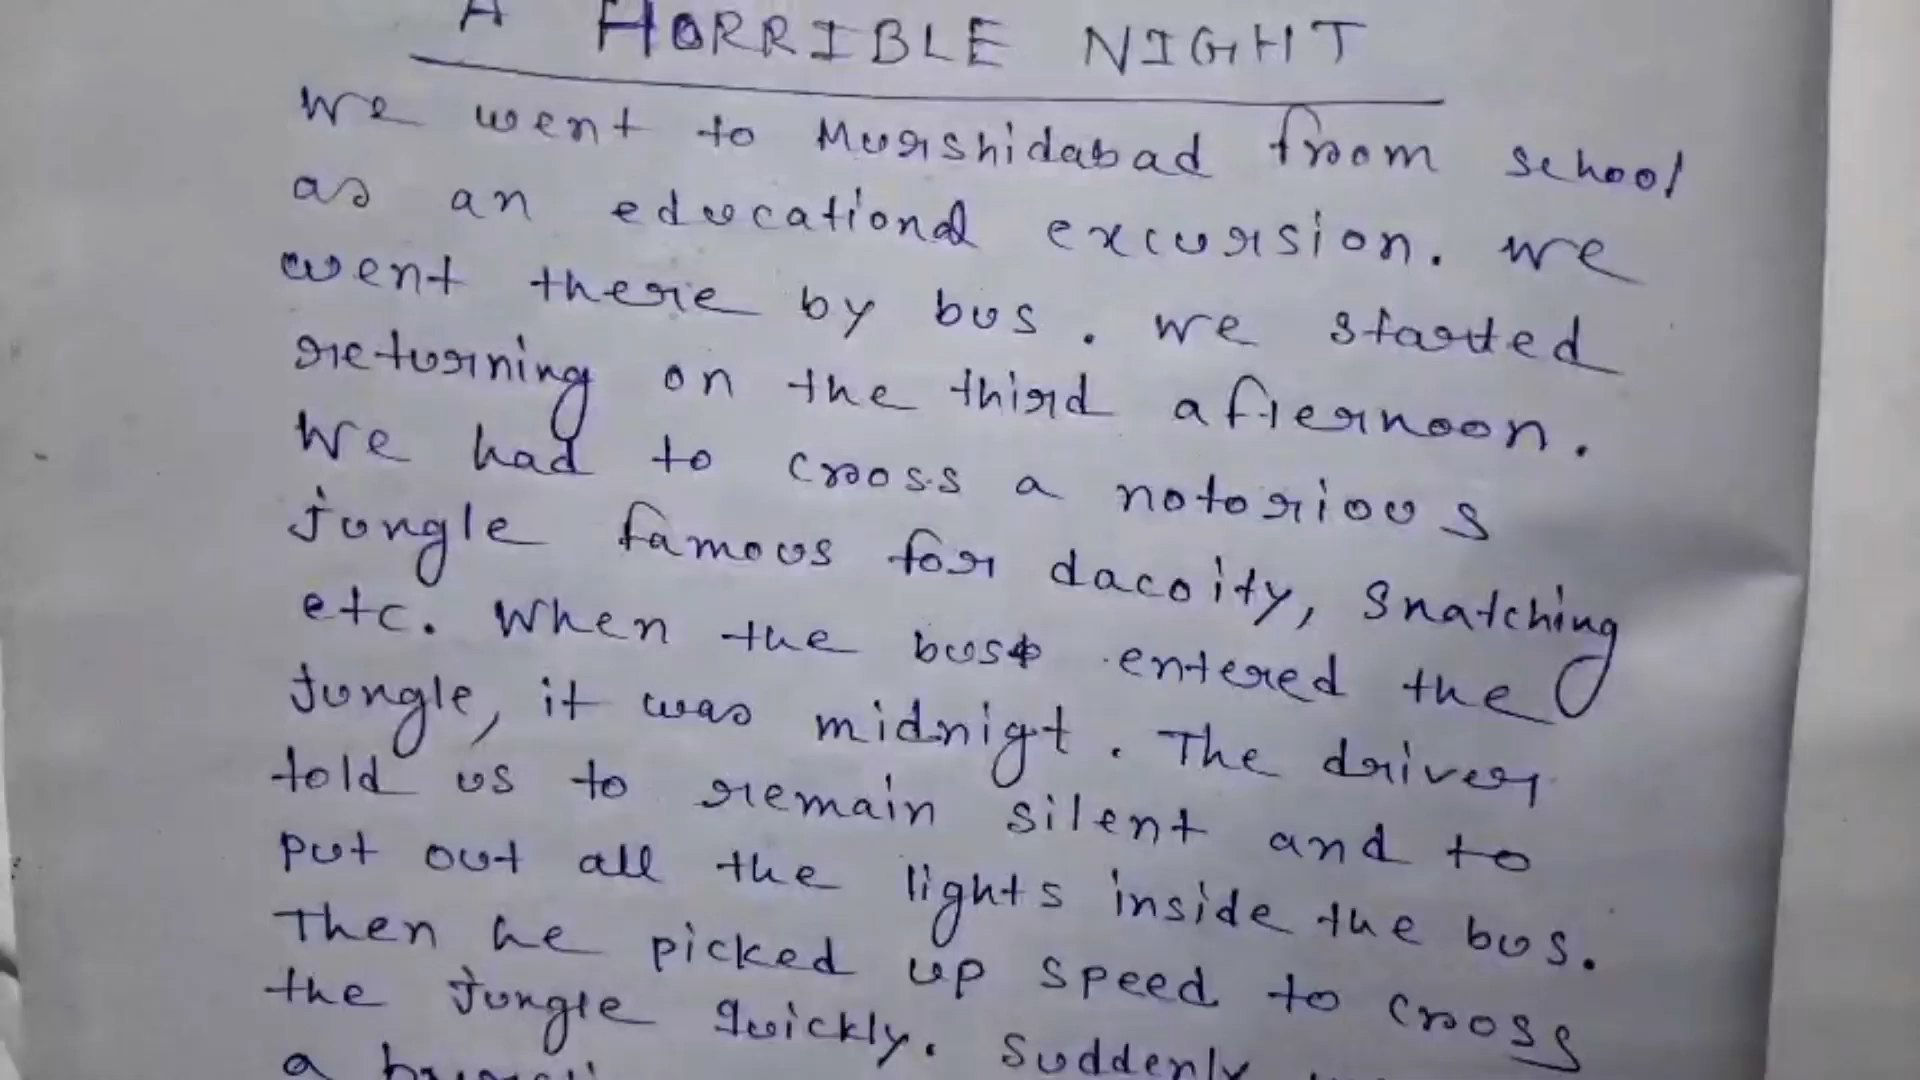 A HORRIBLE NIGHT
We went to Murshidabad from school
as an educational excursion. We
went there by bus. We started
returning on the third afternoon.
We had to cross a notorious
jungle famous for dacoity, snatching
etc. When the bus entered the
jungle, it was midnigt. The driver
told us to remain silent and to
put out all the lights inside the bus.
Then he picked up speed to cross
the jungle quickly. Suddenly
a